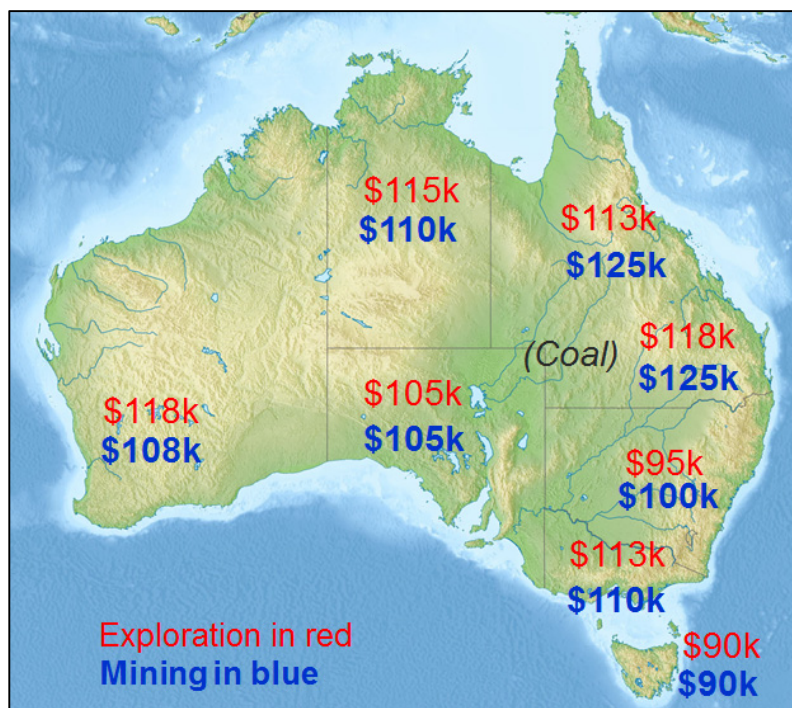 $115k
$110k
$113k
$125k
(Coal)
$118k
$125k
$105k
$105k
$118k
$108k
$95k
$100k
$113k
$110k
Exploration in red
Mining in blue
$90k
$90k